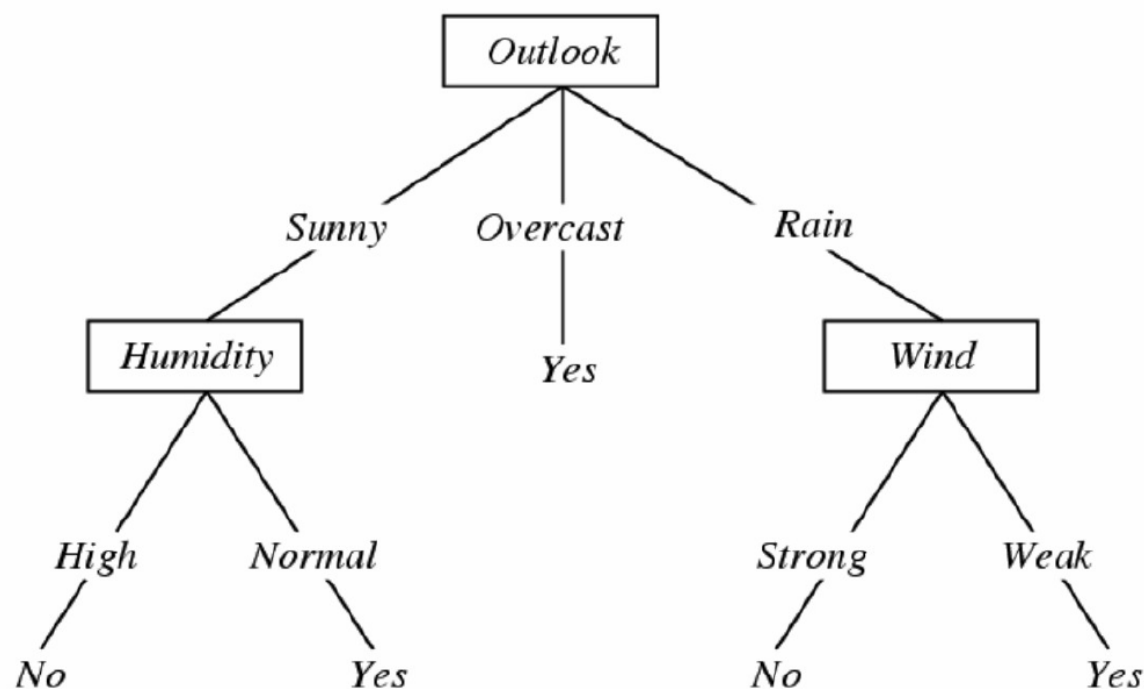 Outlook
Sunny Overcast Rain
Humidity Yes Wind
High Normal Strong Weak
No Yes No Yes